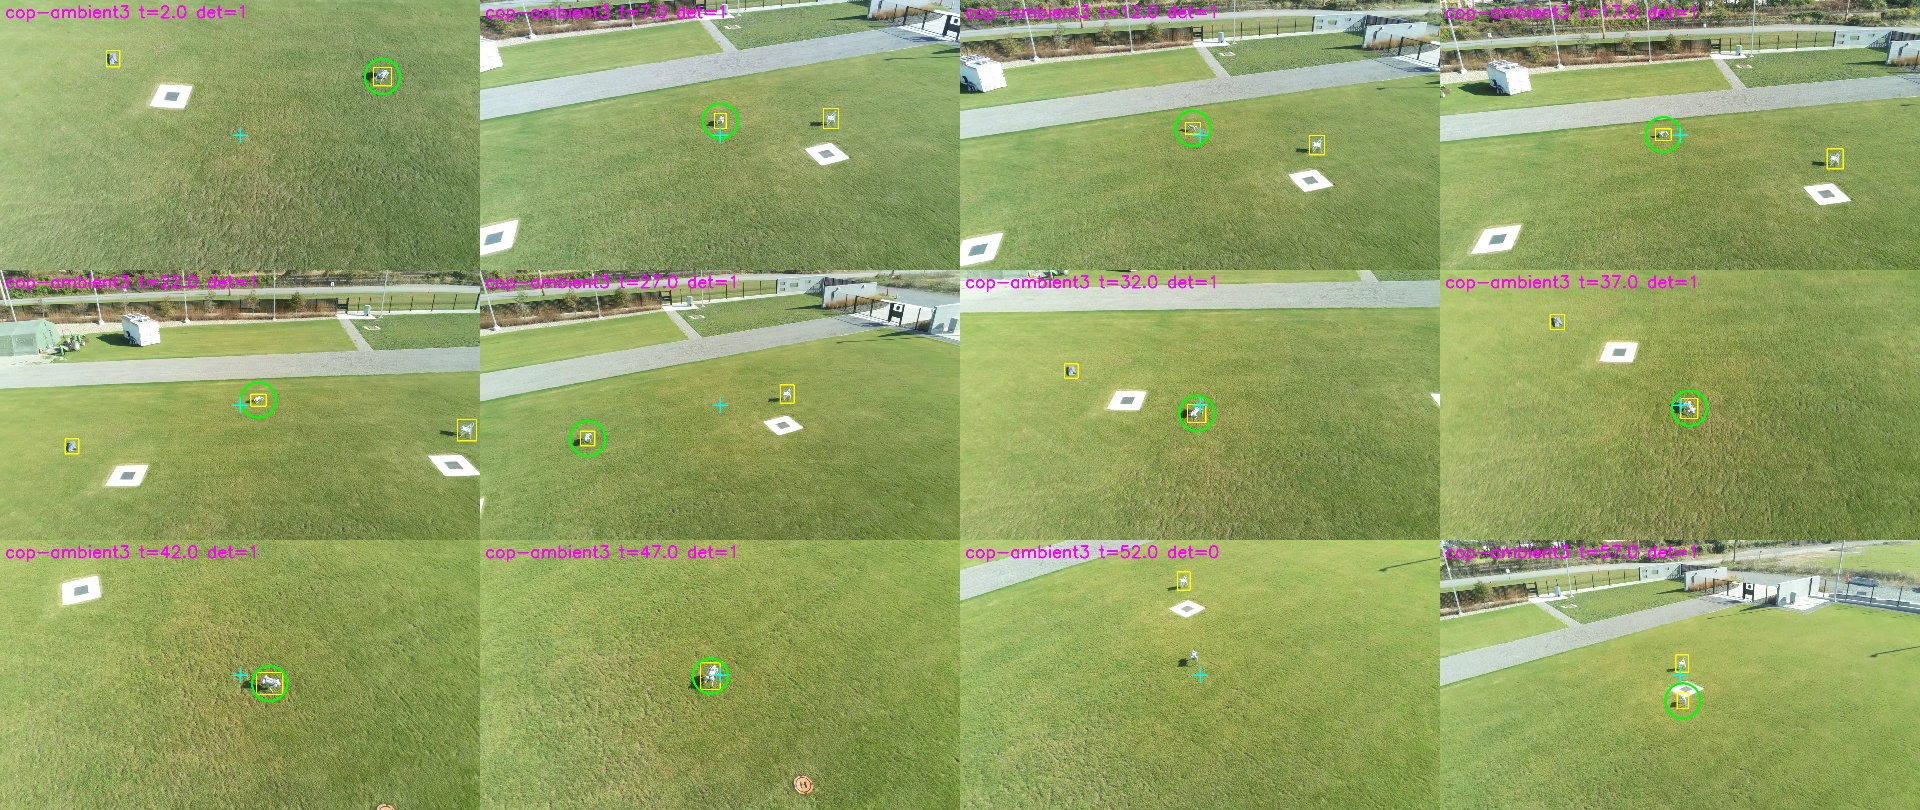 cop-ambient3 t=2.0 det=1
cop-ambient3 t=7.0 det=1
cop-ambient3 t=12.0 det=1
cop-ambient3 t=17.0 det=1
cop-ambient3 t=22.0 det=1
cop-ambient3 t=27.0 det=1
cop-ambient3 t=32.0 det=1
cop-ambient3 t=37.0 det=1
cop-ambient3 t=42.0 det=1
cop-ambient3 t=47.0 det=1
cop-ambient3 t=52.0 det=0
cop-ambient3 t=57.0 det=1
H